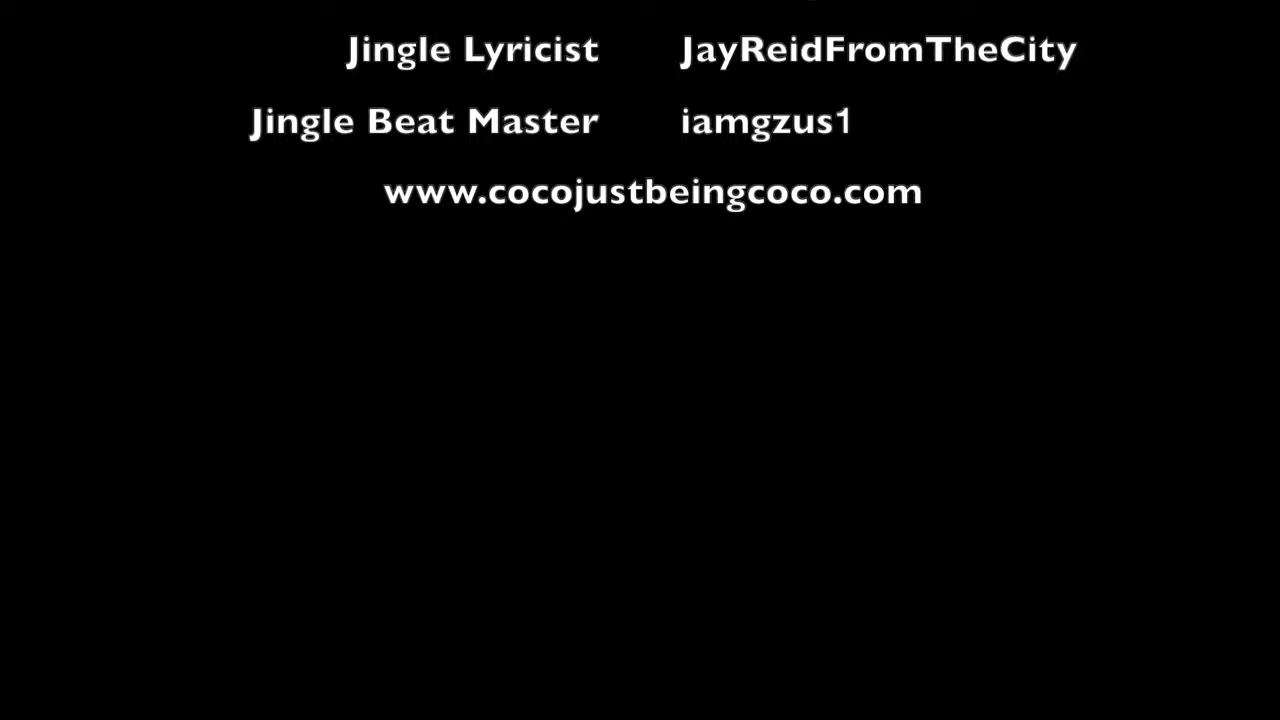 Jingle Lyricist JayReidFromTheCity
Jingle Beat Master iamgzus1
www.cocojustbeingcoco.com